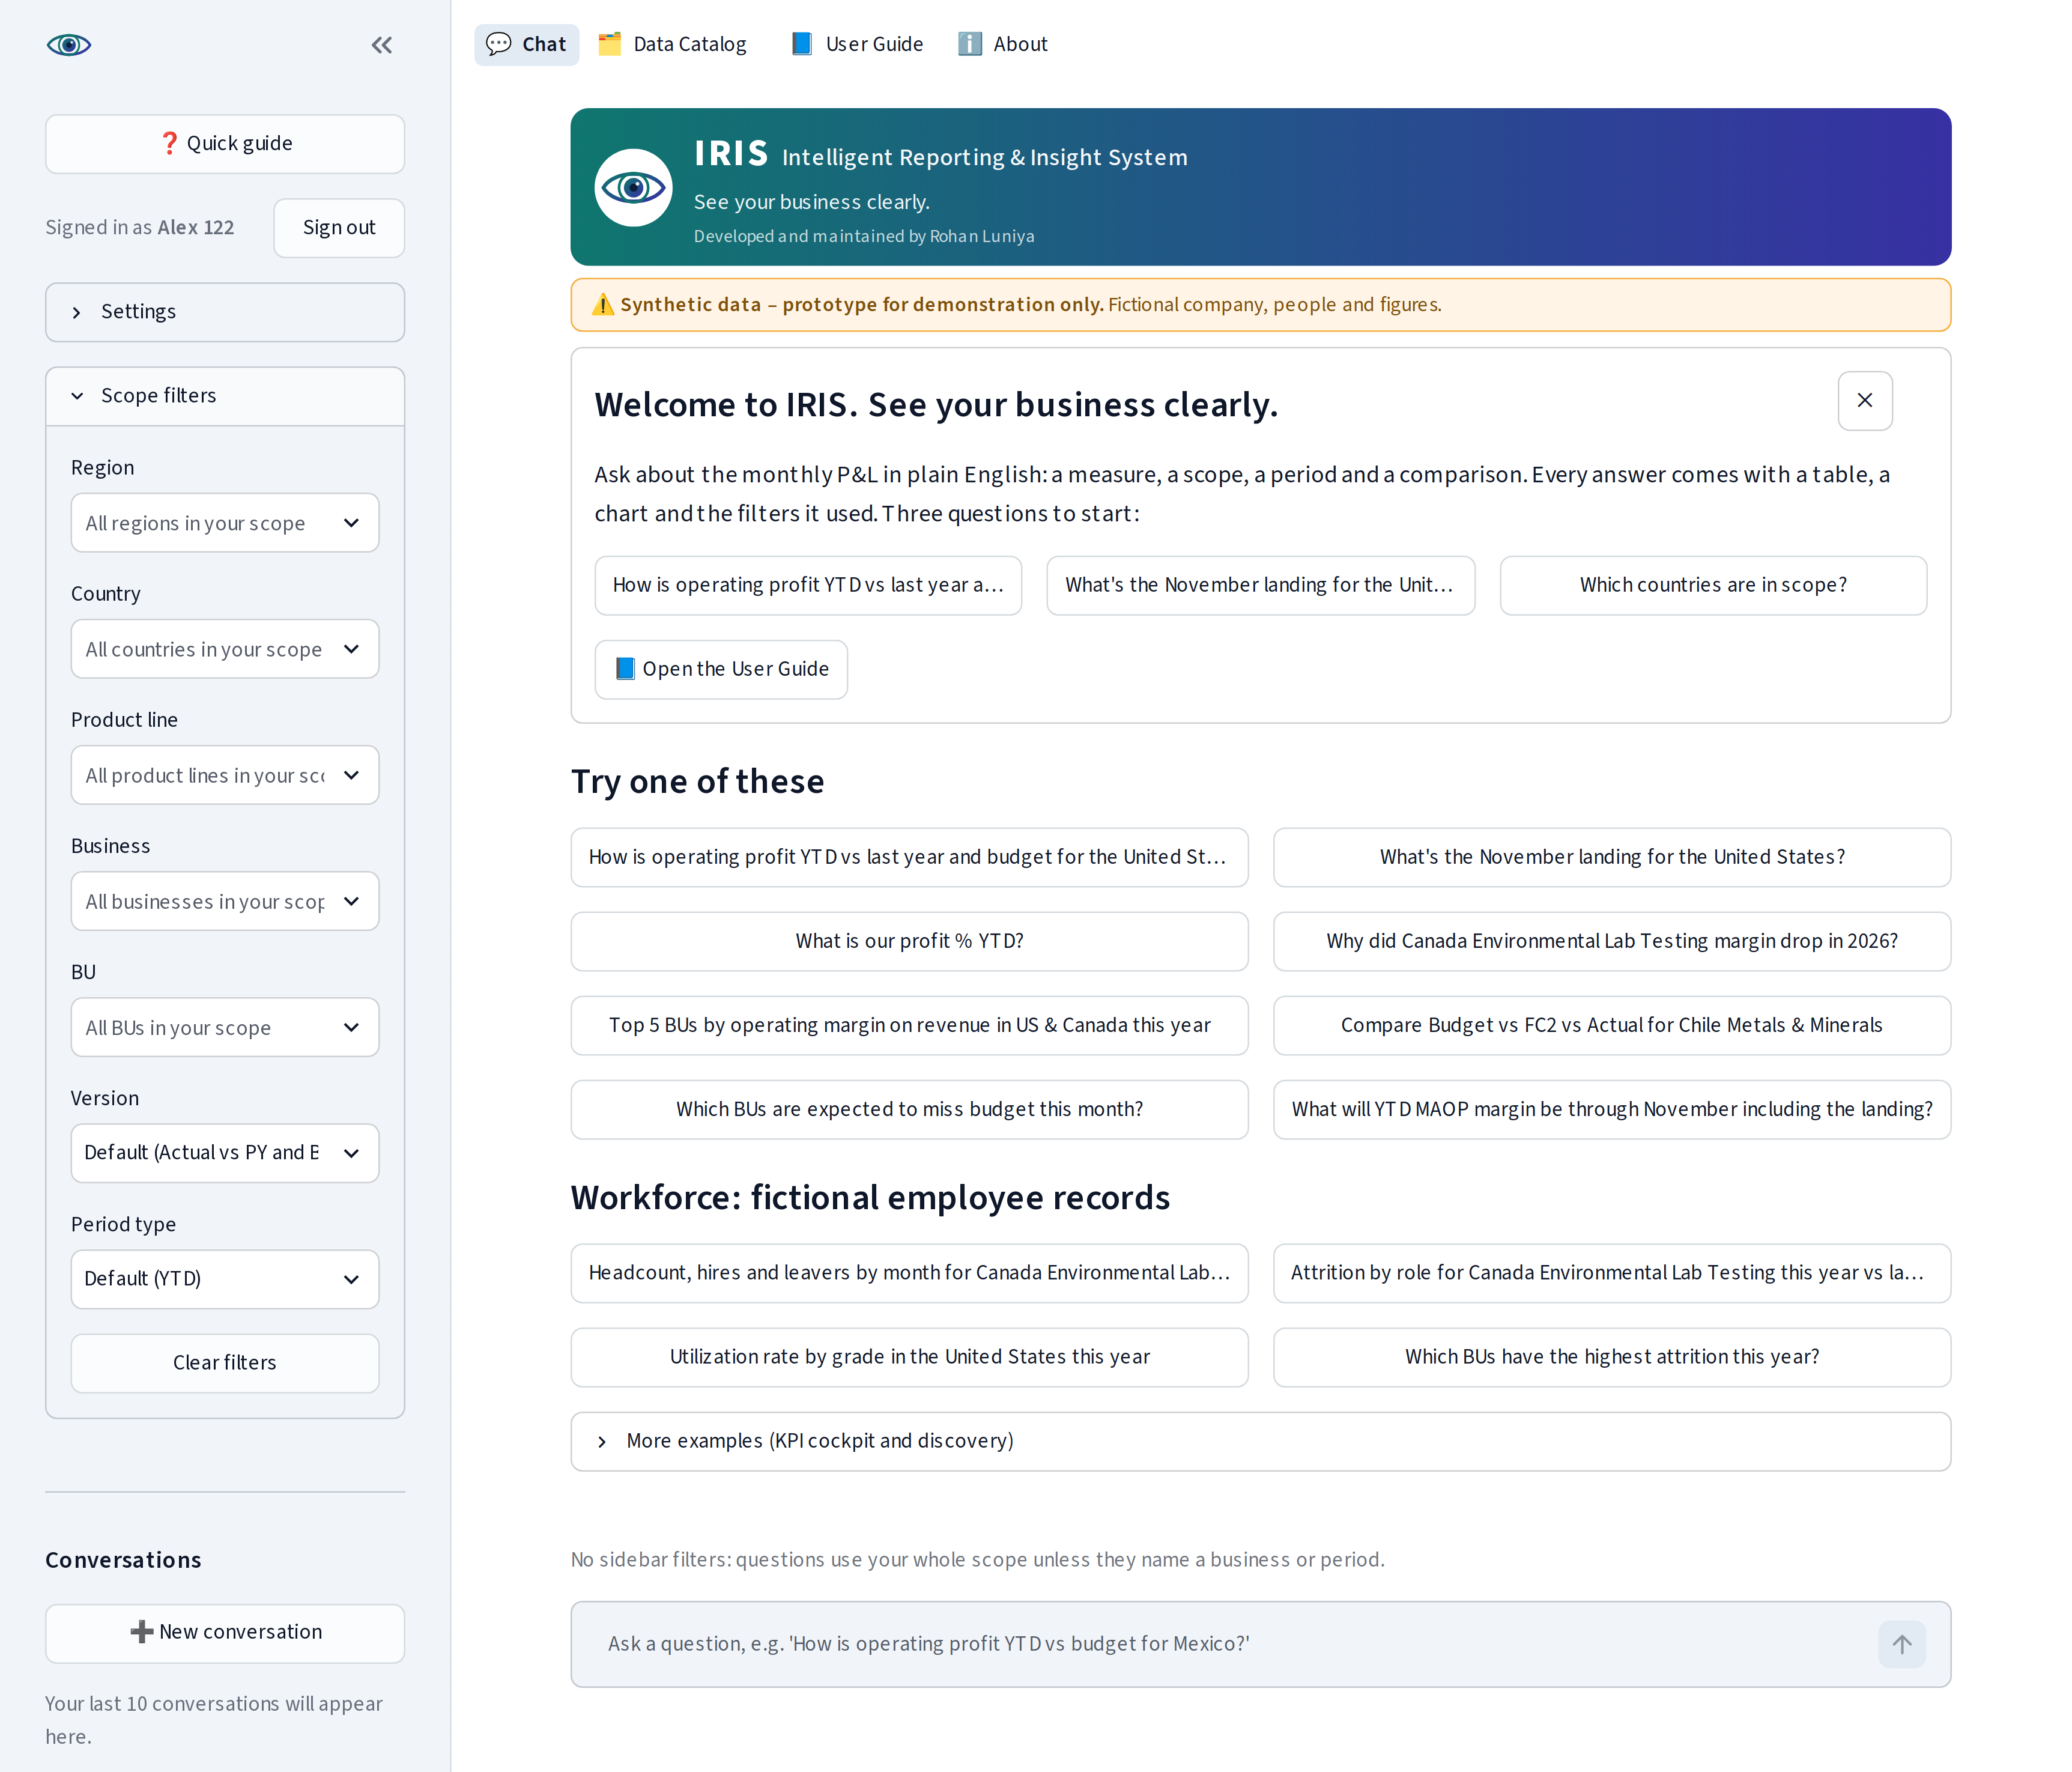 Quick guide
Signed in as Alex 122
Sign out
Settings
Scope filters
Region
All regions in your scope
Country
All countries in your scope
Product line
All product lines in your sco
Business
All businesses in your scop
BU
All BUs in your scope
Version
Default (Actual vs PY and B
Period type
Default (YTD)
Clear filters
Conversations
New conversation
Your last 10 conversations will appear
here.
Chat
Data Catalog
User Guide
About
IRIS Intelligent Reporting & Insight System
See your business clearly.
Developed and maintained by Rohan Luniya
Synthetic data – prototype for demonstration only. Fictional company, people and figures.
Welcome to IRIS. See your business clearly.
Ask about the monthly P&L in plain English: a measure, a scope, a period and a comparison. Every answer comes with a table, a
chart and the filters it used. Three questions to start:
How is operating profit YTD vs last year a...
What's the November landing for the Unit...
Which countries are in scope?
Open the User Guide
Try one of these
How is operating profit YTD vs last year and budget for the United St...
What's the November landing for the United States?
What is our profit % YTD?
Why did Canada Environmental Lab Testing margin drop in 2026?
Top 5 BUs by operating margin on revenue in US & Canada this year
Compare Budget vs FC2 vs Actual for Chile Metals & Minerals
Which BUs are expected to miss budget this month?
What will YTD MAOP margin be through November including the landing?
Workforce: fictional employee records
Headcount, hires and leavers by month for Canada Environmental Lab...
Attrition by role for Canada Environmental Lab Testing this year vs la...
Utilization rate by grade in the United States this year
Which BUs have the highest attrition this year?
More examples (KPI cockpit and discovery)
No sidebar filters: questions use your whole scope unless they name a business or period.
Ask a question, e.g. 'How is operating profit YTD vs budget for Mexico?'